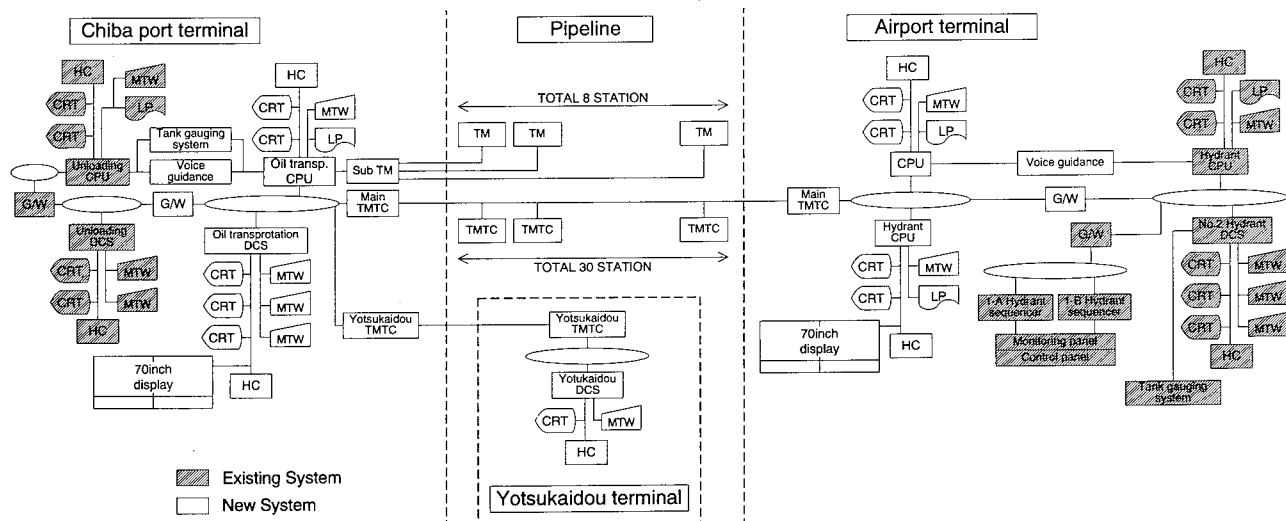 Chiba port terminal
Pipeline
Airport terminal
HC
MTW
CRT
LP
CRT
Tank gauging
system
Unloading
CPU
Voice
guidance
HC
CRT
MTW
CRT
LP
Oil transp.
CPU
Sub TM
G/W
G/W
Main
TMTC
Unloading
DCS
CRT
MTW
CRT
MTW
HC
Oil transprotation
DCS
CRT
MTW
CRT
MTW
CRT
MTW
70inch
display
HC
Yotsukaidou
TMTC
TOTAL 8 STATION
TM
TM
TM
TMTC
TMTC
TMTC
TOTAL 30 STATION
Yotsukaidou
TMTC
Yotukaidou
DCS
CRT
MTW
HC
Yotsukaidou terminal
HC
CRT
MTW
CRT
LP
CPU
Voice guidance
Main
TMTC
G/W
Hydrant
CPU
CRT
MTW
CRT
LP
70inch
display
HC
HC
CRT
LP
CRT
MTW
Hydrant
CPU
G/W
No.2 Hydrant
DCS
1-A Hydrant
sequencer
1-B Hydrant
sequencer
Monitoring panel
Control panel
CRT
MTW
CRT
MTW
CRT
MTW
HC
Tank gauging
system
Existing System
New System